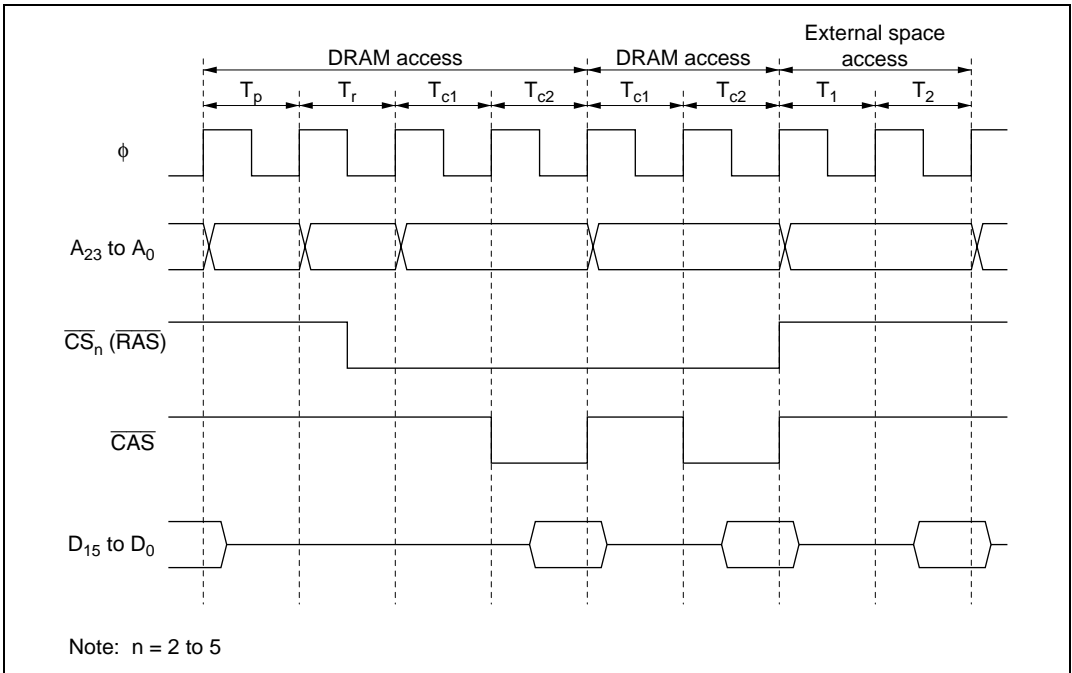 External space
DRAM access DRAM access access
Tp Tr Tc1 Tc2 Tc1 Tc2 T1 T2
ϕ
A23 to A0
CSn (RAS)
CAS
D15 to D0
Note: n = 2 to 5